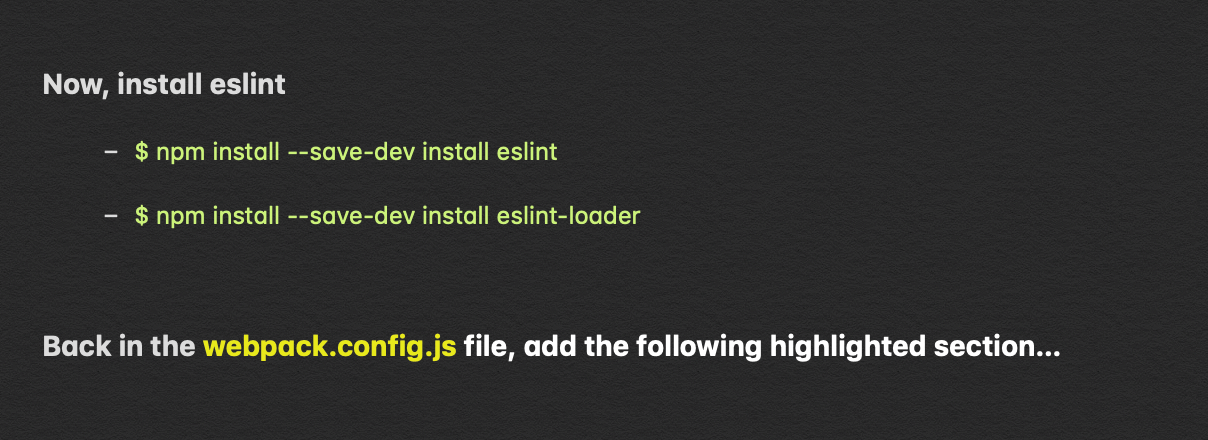 Now, install eslint
– $ npm install --save-dev install eslint
– $ npm install --save-dev install eslint-loader
Back in the webpack.config.js file, add the following highlighted section...